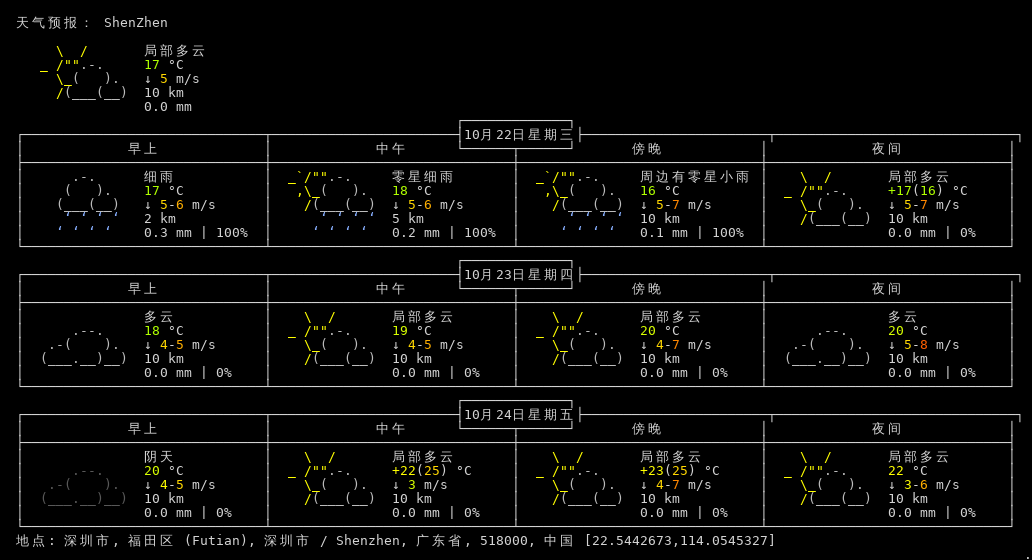 天气预报： ShenZhen
局部多云
17 °C
↓ 5 m/s
10 km
0.0 mm
10月22日星期三
早上 中午 傍晚 夜间
细雨 零星细雨 周边有零星小雨 局部多云
17 °C 18 °C 16 °C +17(16) °C
↓ 5-6 m/s ↓ 5-6 m/s ↓ 5-7 m/s ↓ 5-7 m/s
2 km 5 km 10 km 10 km
0.3 mm | 100% 0.2 mm | 100% 0.1 mm | 100% 0.0 mm | 0%
10月23日星期四
早上 中午 傍晚 夜间
多云 局部多云 局部多云 多云
18 °C 19 °C 20 °C 20 °C
↓ 4-5 m/s ↓ 4-5 m/s ↓ 4-7 m/s ↓ 5-8 m/s
10 km 10 km 10 km 10 km
0.0 mm | 0% 0.0 mm | 0% 0.0 mm | 0% 0.0 mm | 0%
10月24日星期五
早上 中午 傍晚 夜间
阴天 局部多云 局部多云 局部多云
20 °C +22(25) °C +23(25) °C 22 °C
↓ 4-5 m/s ↓ 3 m/s ↓ 4-7 m/s ↓ 3-6 m/s
10 km 10 km 10 km 10 km
0.0 mm | 0% 0.0 mm | 0% 0.0 mm | 0% 0.0 mm | 0%
地点: 深圳市, 福田区 (Futian), 深圳市 / Shenzhen, 广东省, 518000, 中国 [22.5442673,114.0545327]